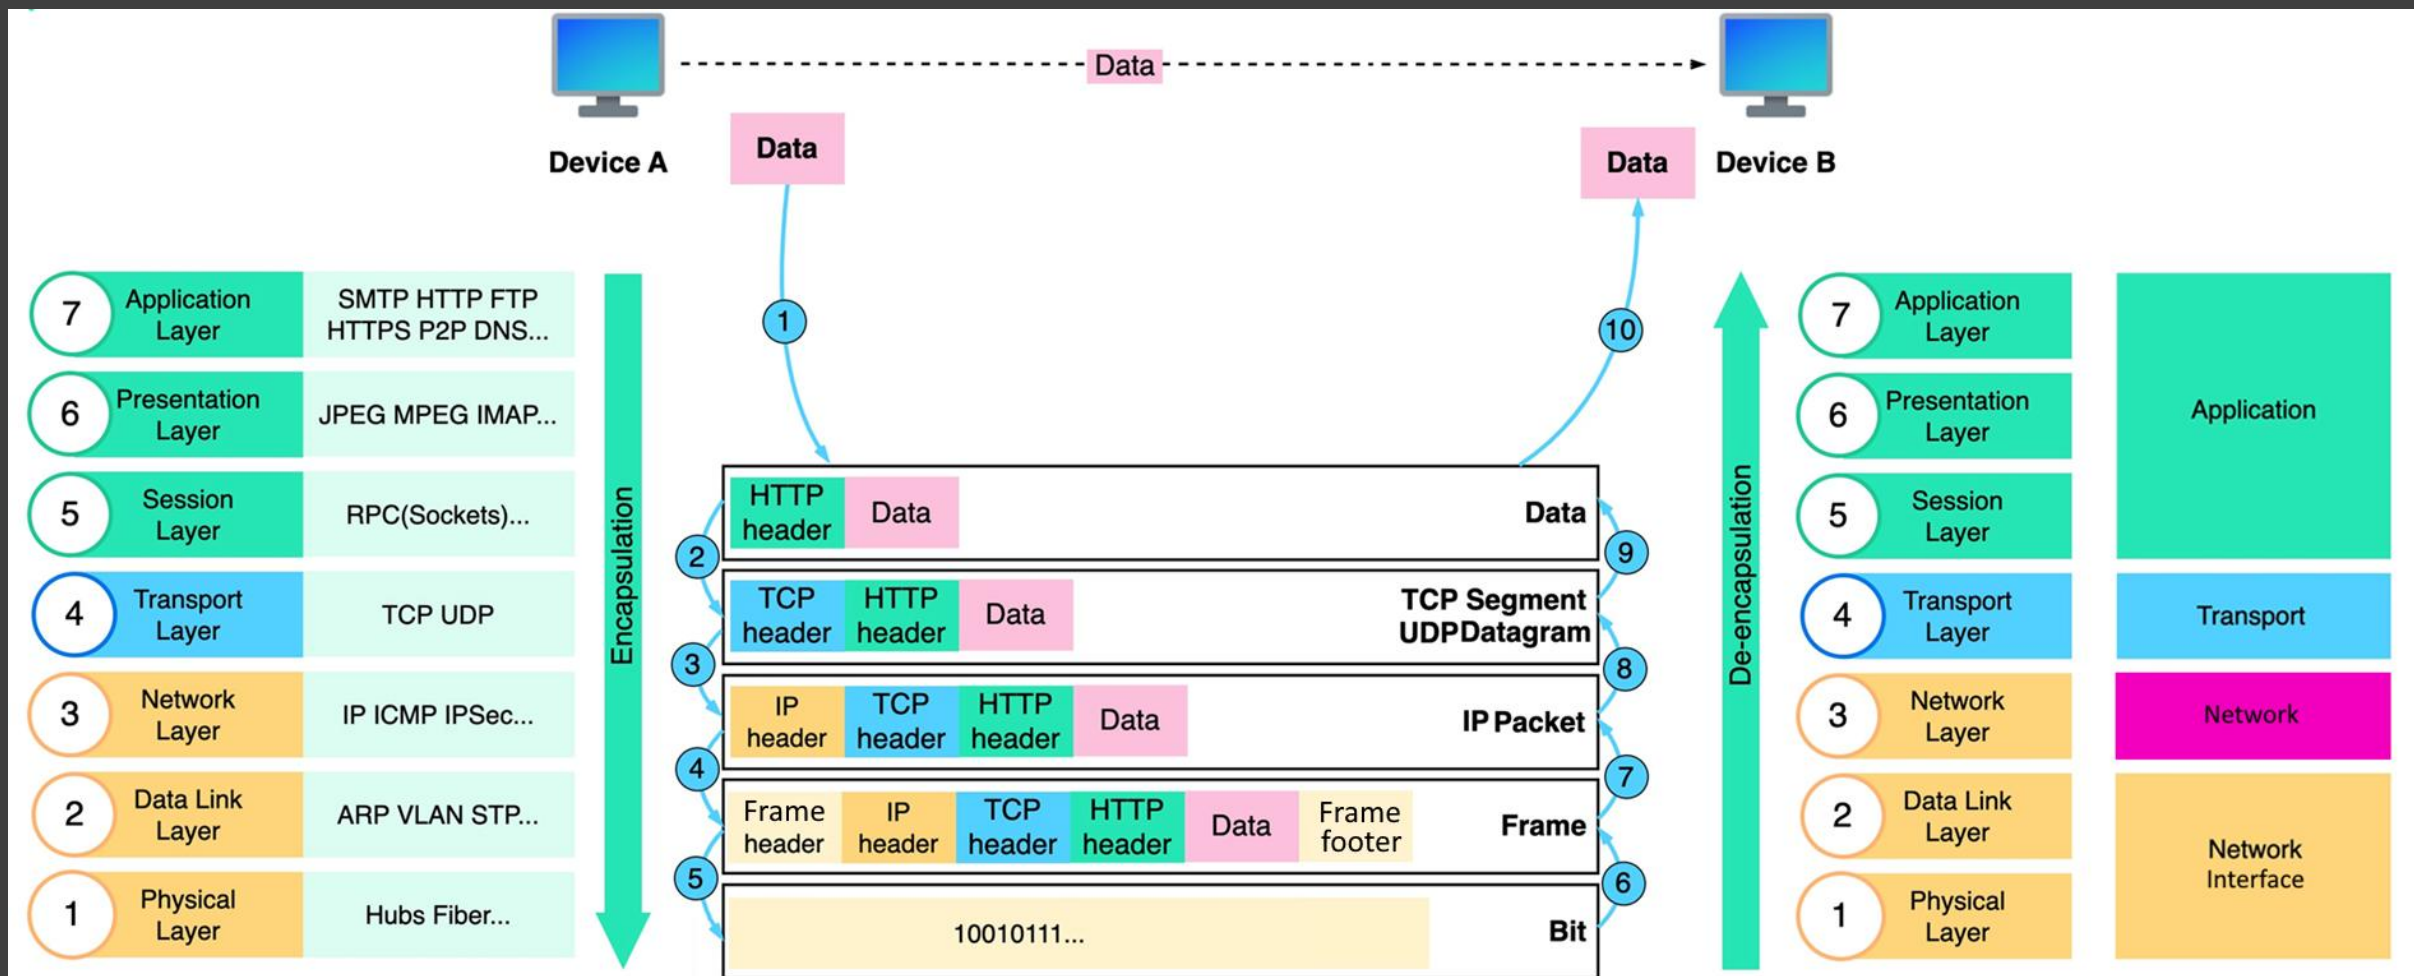 Data
Device A
Data
Data
Device B
7
Application
Layer
SMTP HTTP FTP
HTTPS P2P DNS...
6
Presentation
Layer
JPEG MPEG IMAP...
5
Session
Layer
RPC(Sockets)...
4
Transport
Layer
TCP UDP
3
Network
Layer
IP ICMP IPSec...
2
Data Link
Layer
ARP VLAN STP...
1
Physical
Layer
Hubs Fiber...
Encapsulation
1
10
HTTP
header
Data
Data
2
9
TCP
header
HTTP
header
Data
TCP Segment
UDP Datagram
3
8
IP
header
TCP
header
HTTP
header
Data
IP Packet
4
7
Frame
header
IP
header
TCP
header
HTTP
header
Data
Frame
footer
Frame
5
6
10010111...
Bit
De-encapsulation
7
Application
Layer
6
Presentation
Layer
5
Session
Layer
4
Transport
Layer
3
Network
Layer
2
Data Link
Layer
1
Physical
Layer
Application
Transport
Network
Network
Interface